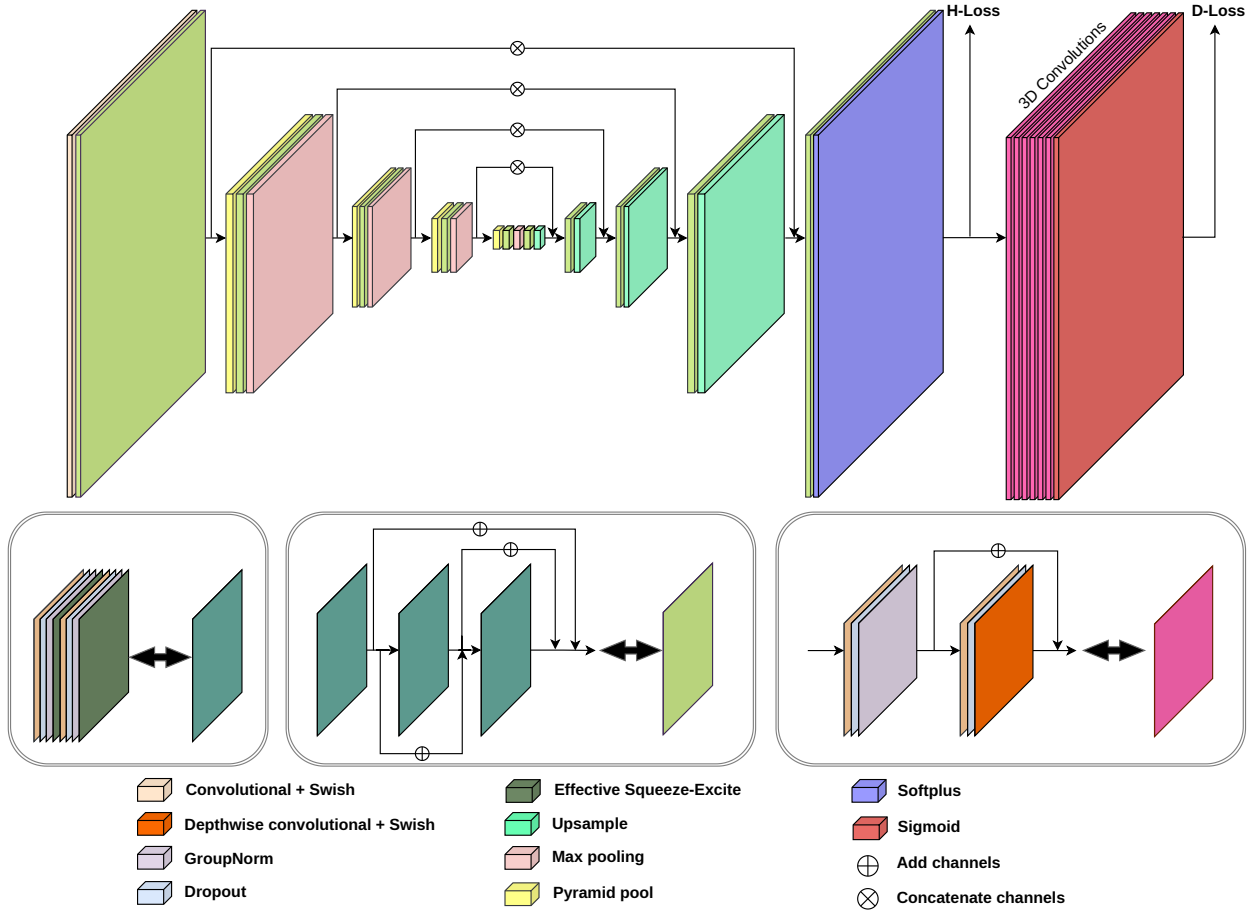 H-Loss
D-Loss
3D Convolutions
Convolutional + Swish
Depthwise convolutional + Swish
GroupNorm
Dropout
Effective Squeeze-Excite
Upsample
Max pooling
Pyramid pool
Softplus
Sigmoid
Add channels
Concatenate channels